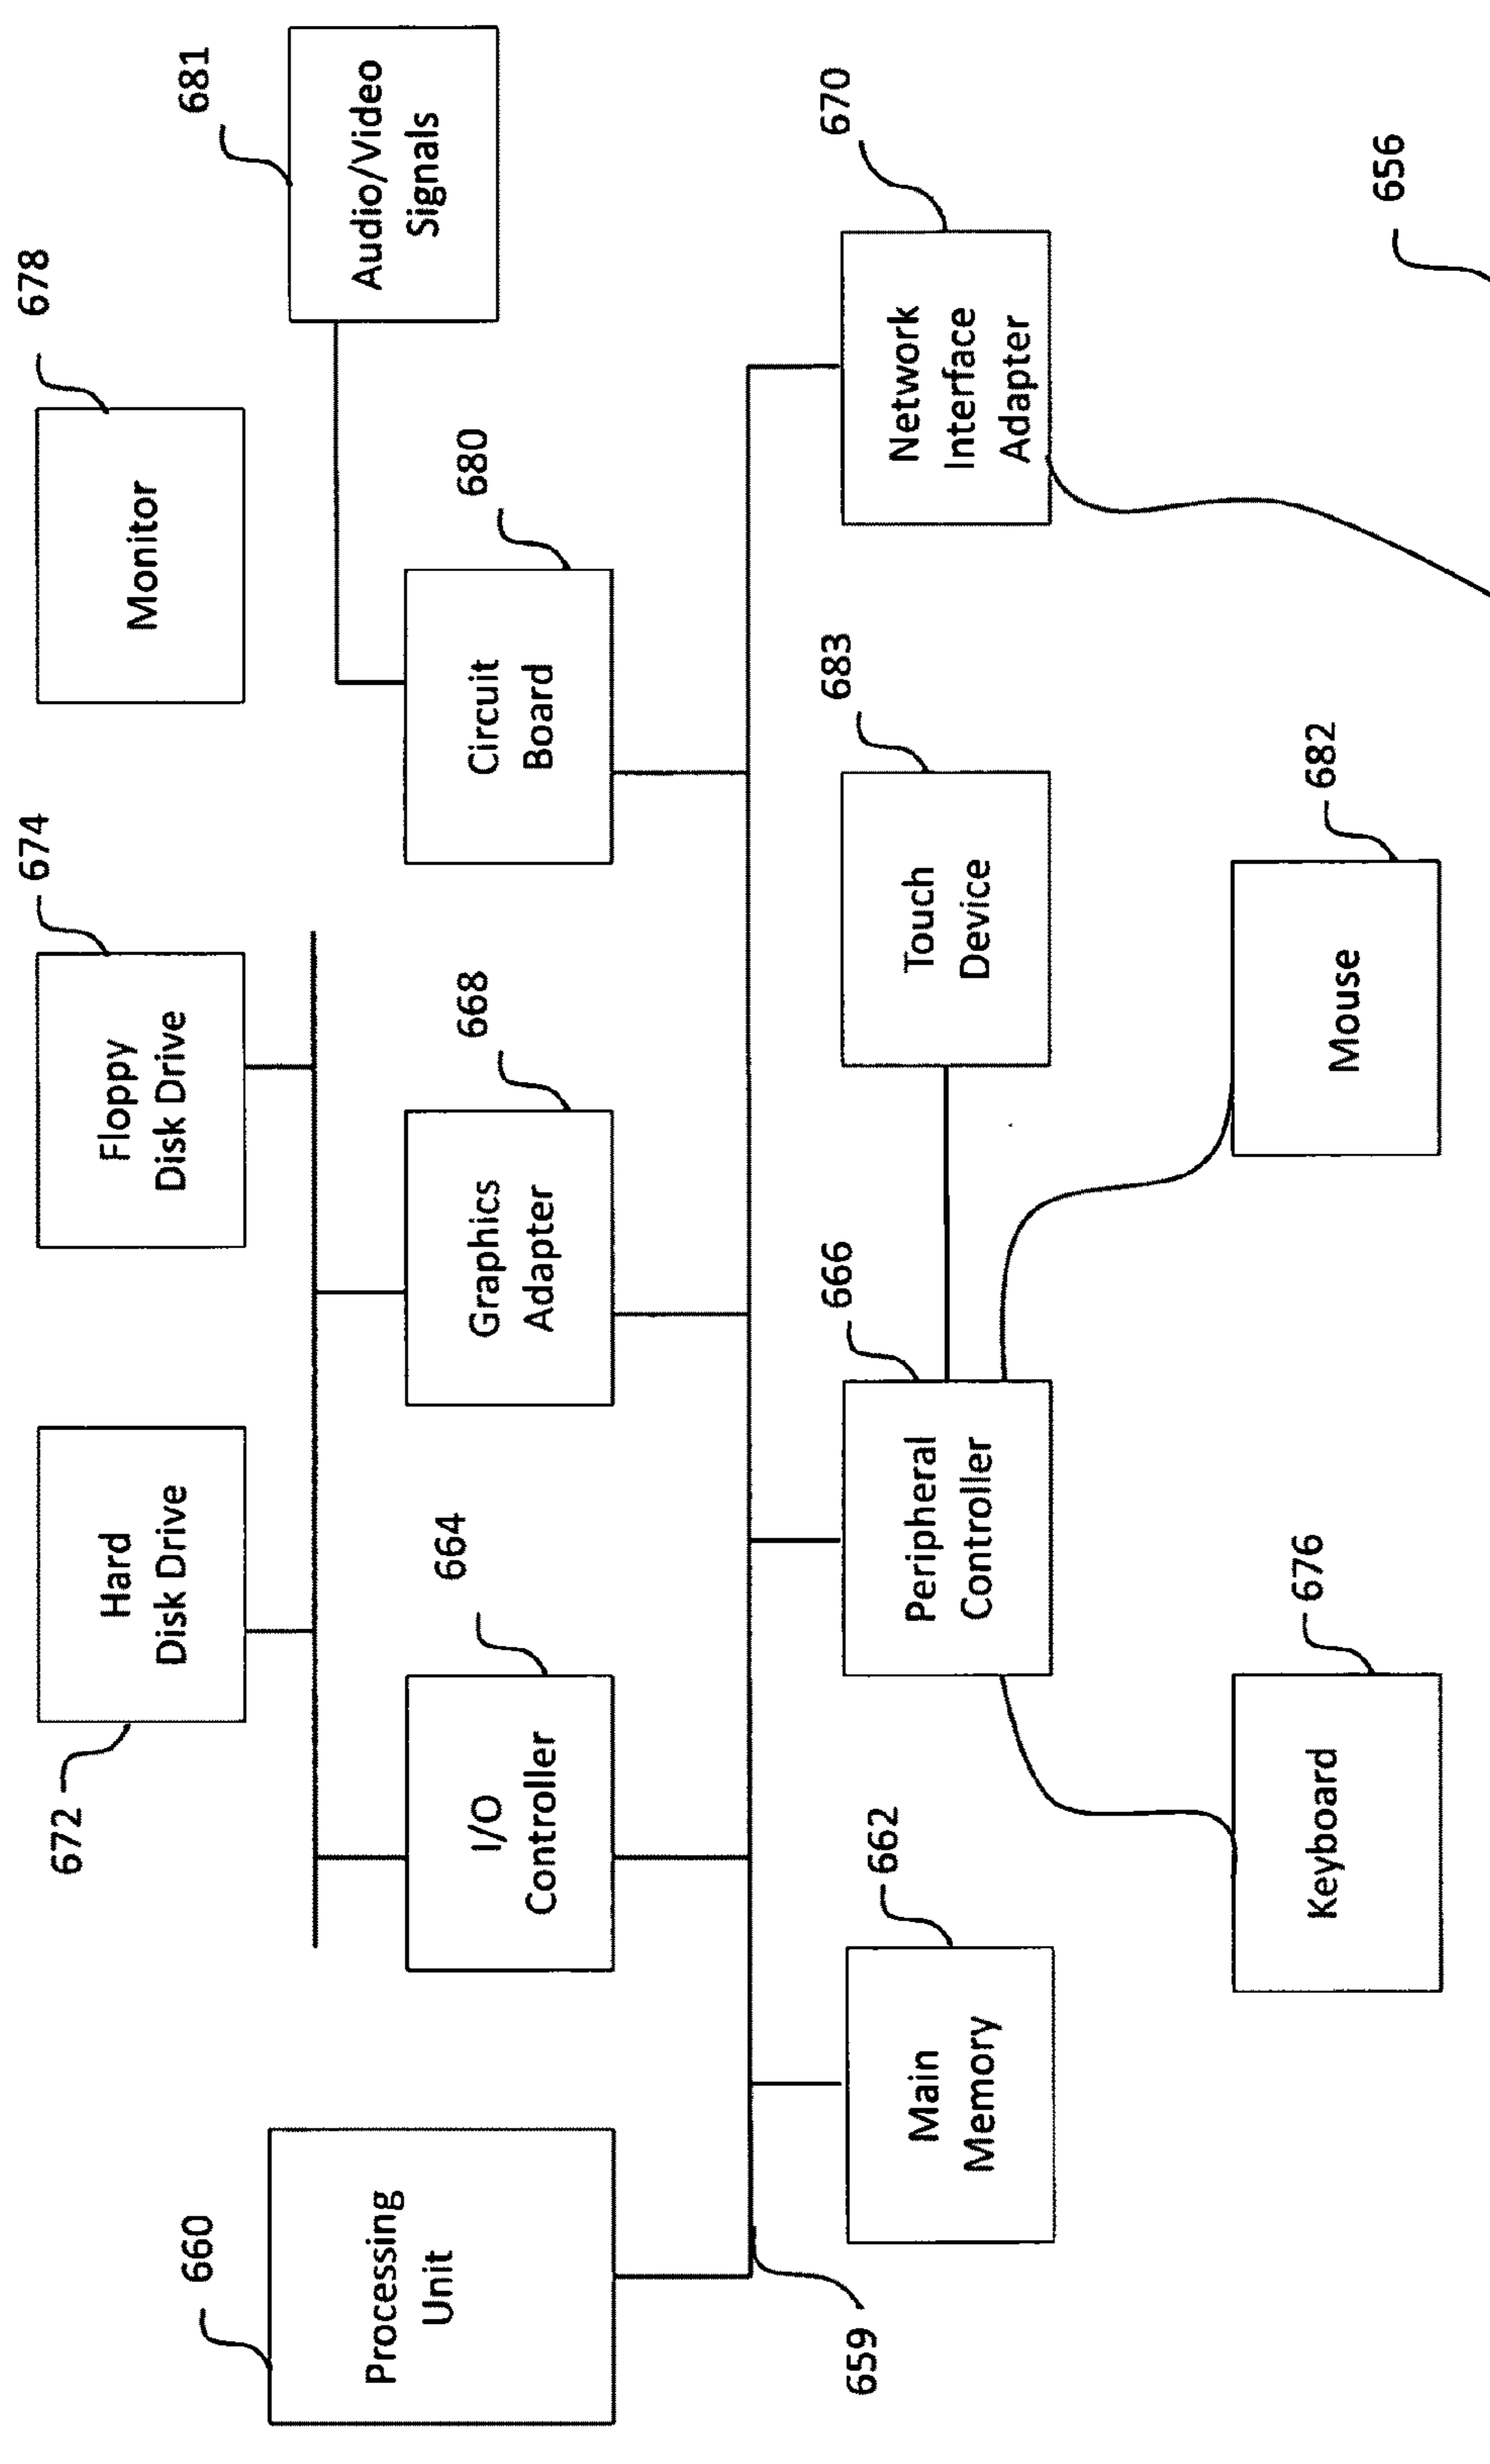 672
Hard
Disk Drive
Floppy
Disk Drive
674
Monitor
678
660
Processing
Unit
I/O
Controller
664
Graphics
Adapter
668
Circuit
Board
680
Audio/Video
Signals
681
659
Main
Memory
662
Peripheral
Controller
666
Touch
Device
683
Network
Interface
Adapter
670
Keyboard
676
Mouse
682
656